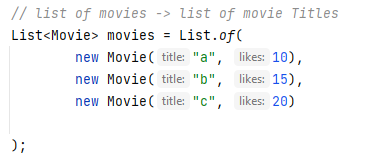 // list of movies -> list of movie Titles
List<Movie> movies = List.of(
new Movie( title: "a", likes: 10),
new Movie( title: "b", likes: 15),
new Movie( title: "c", likes: 20)
);